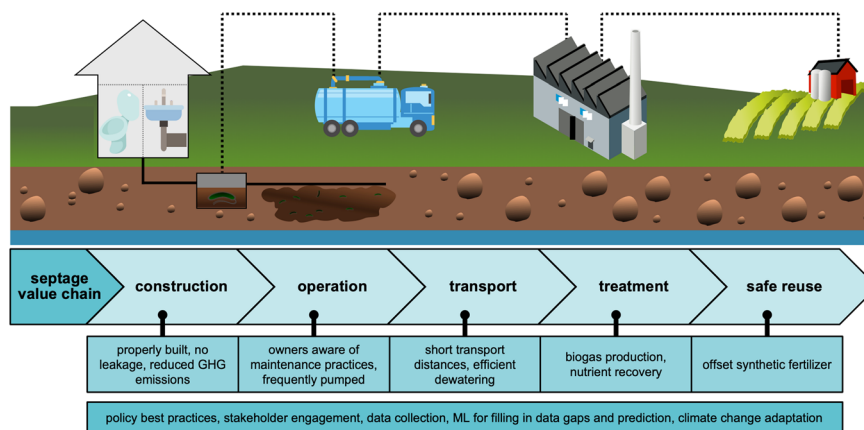 septage
value chain
construction
operation
transport
treatment
safe reuse
properly built, no
leakage, reduced GHG
emissions
owners aware of
maintenance practices,
frequently pumped
short transport
distances, efficient
dewatering
biogas production,
nutrient recovery
offset synthetic fertilizer
policy best practices, stakeholder engagement, data collection, ML for filling in data gaps and prediction, climate change adaptation